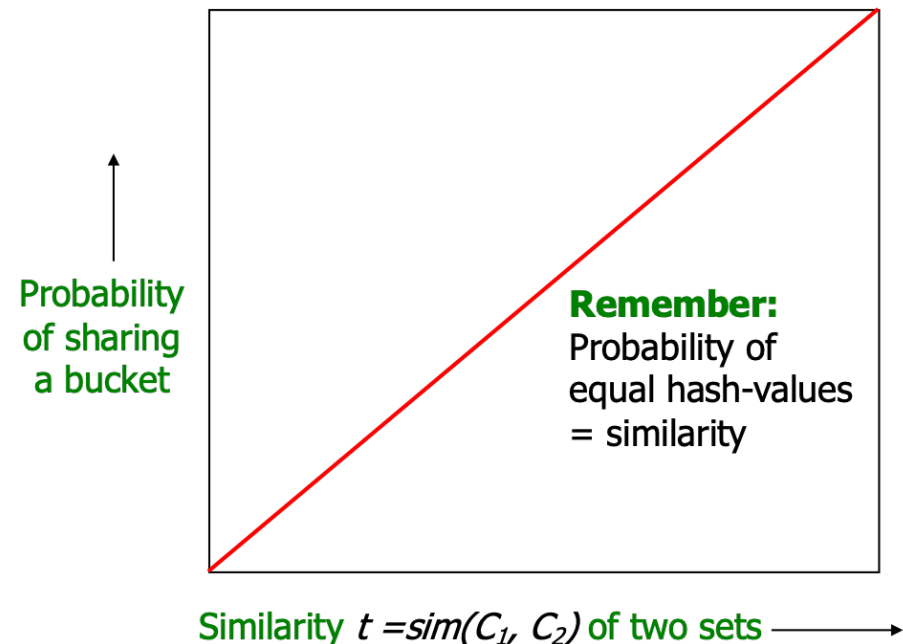 Probability
of sharing
a bucket
Remember:
Probability of
equal hash-values
= similarity
Similarity t =sim(C₁, C₂) of two sets